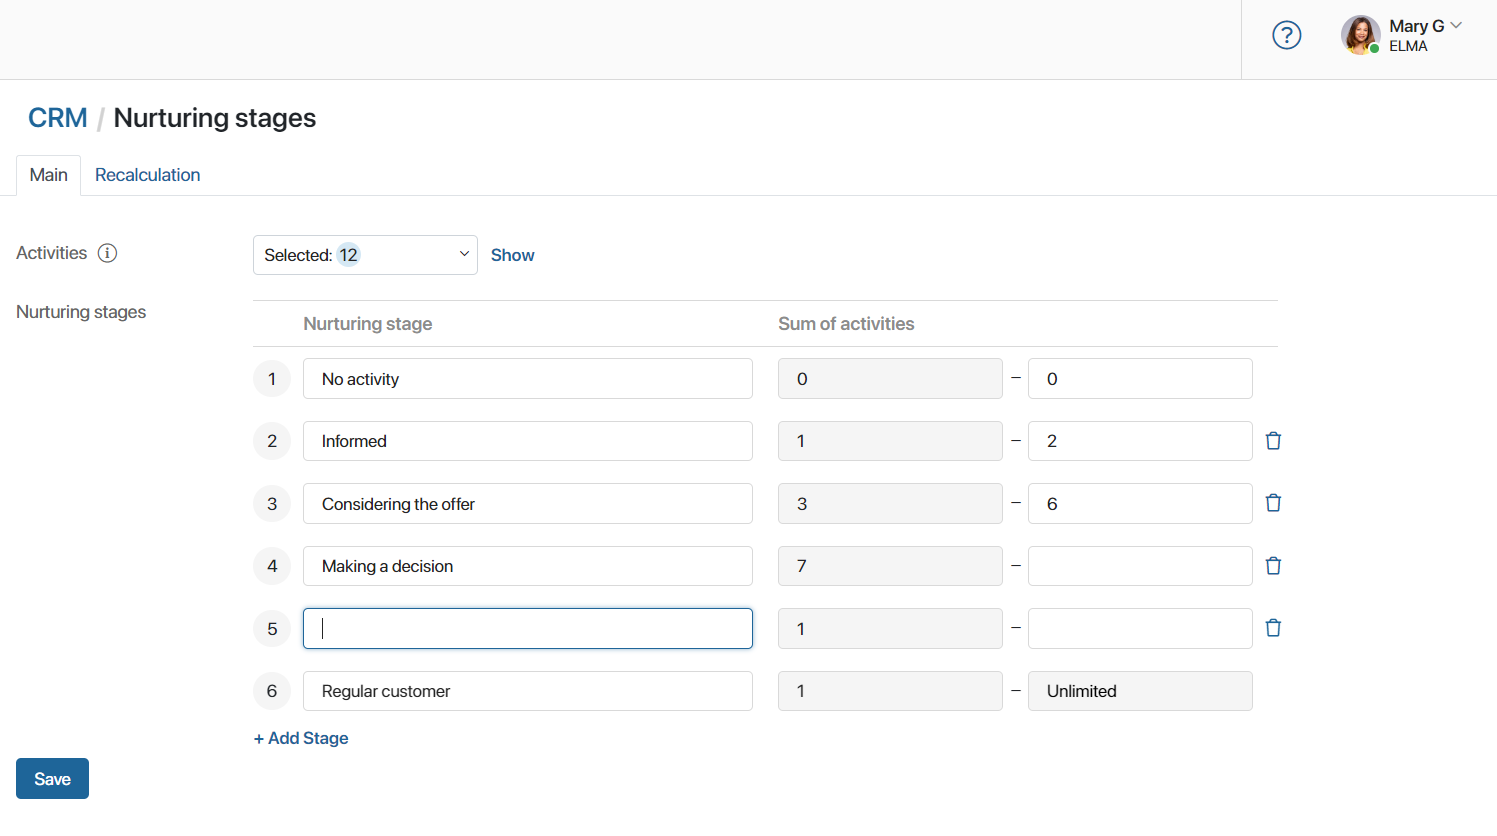 Mary G
ELMA
CRM / Nurturing stages
Main Recalculation
Activities Selected: 12 Show
Nurturing stages
Nurturing stage Sum of activities
1 No activity 0 – 0
2 Informed 1 – 2
3 Considering the offer 3 – 6
4 Making a decision 7 –
5 1 –
6 Regular customer 1 – Unlimited
+ Add Stage
Save